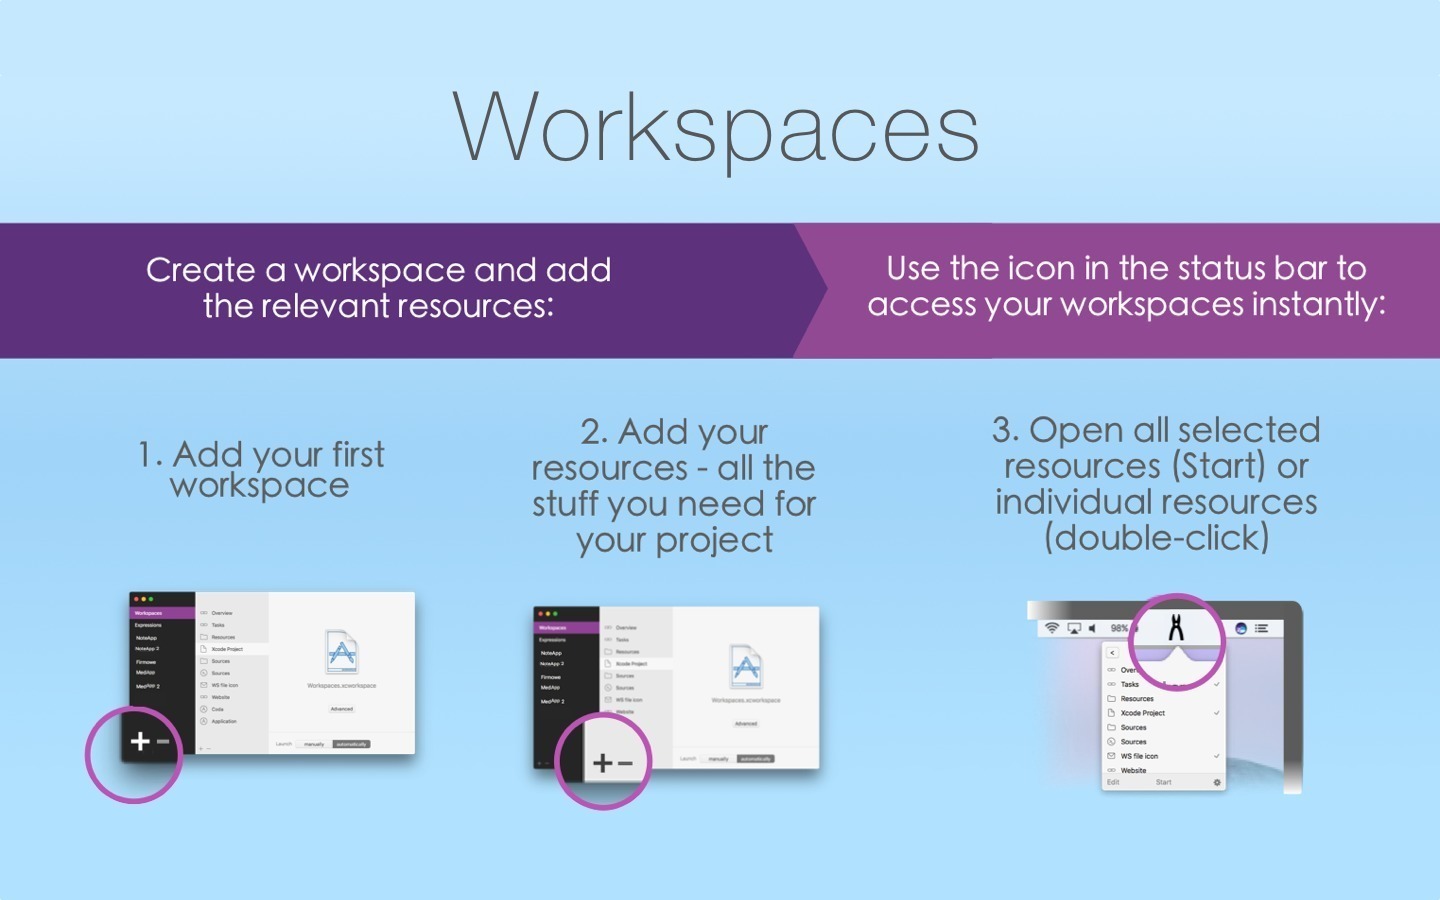 Workspaces
Create a workspace and add
the relevant resources:
Use the icon in the status bar to
access your workspaces instantly:
1. Add your first
workspace
2. Add your
resources - all the
stuff you need for
your project
3. Open all selected
resources (Start) or
individual resources
(double-click)
Workspaces
Expressions
NoteApp
NoteApp 2
Firmowe
MedApp
MedApp 2
Overview
Tasks
Resources
Xcode Project
Sources
Sources
WS file icon
Website
Code
Application
Workspaces.xcworkspace
Advanced
Launch
manually
automatically
Workspaces
Expressions
NoteApp
NoteApp 2
Firmowe
MedApp
MedApp 2
Overview
Tasks
Resources
Xcode Project
Sources
Sources
WS file icon
Website
Workspaces.xcworkspace
Advanced
Launch
manually
automatically
98%
<
Over
Tasks
Resources
Xcode Project
Sources
Sources
WS file icon
Website
Edit
Start